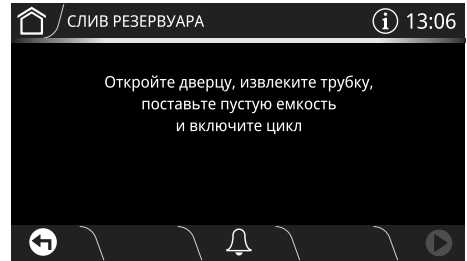 СЛИВ РЕЗЕРВУАРА
13:06
Откройте дверцу, извлеките трубку,
поставьте пустую емкость
и включите цикл